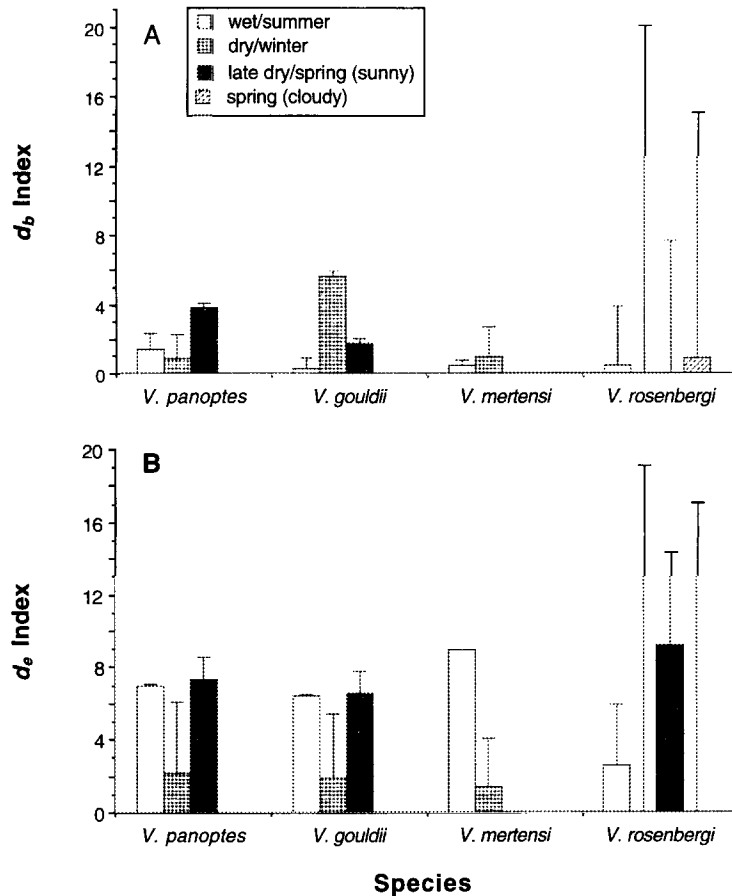 A
wet/summer
dry/winter
late dry/spring (sunny)
spring (cloudy)
20
16
12
8
4
0
d_b Index
V. panoptes
V. gouldii
V. mertensi
V. rosenbergi
B
20
16
12
8
4
0
d_e Index
V. panoptes
V. gouldii
V. mertensi
V. rosenbergi
Species